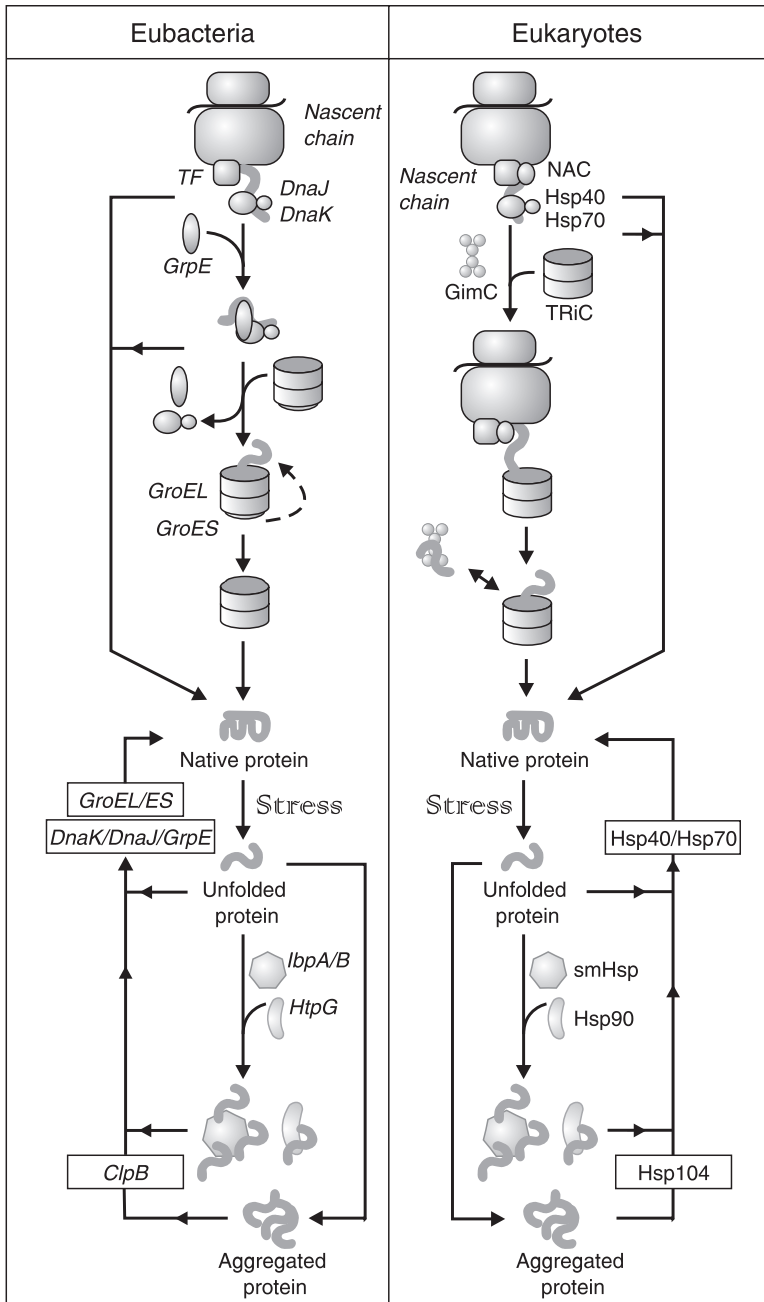 Eubacteria
Nascent
chain
TF
DnaJ
DnaK
GrpE
GroEL
GroES
Native protein
GroEL/ES
DnaK/DnaJ/GrpE
Stress
Unfolded
protein
IbpA/B
HtpG
ClpB
Aggregated
protein
Eukaryotes
NAC
Nascent
chain
Hsp40
Hsp70
GimC
TRiC
Native protein
Stress
Hsp40/Hsp70
Unfolded
protein
smHsp
Hsp90
Hsp104
Aggregated
protein